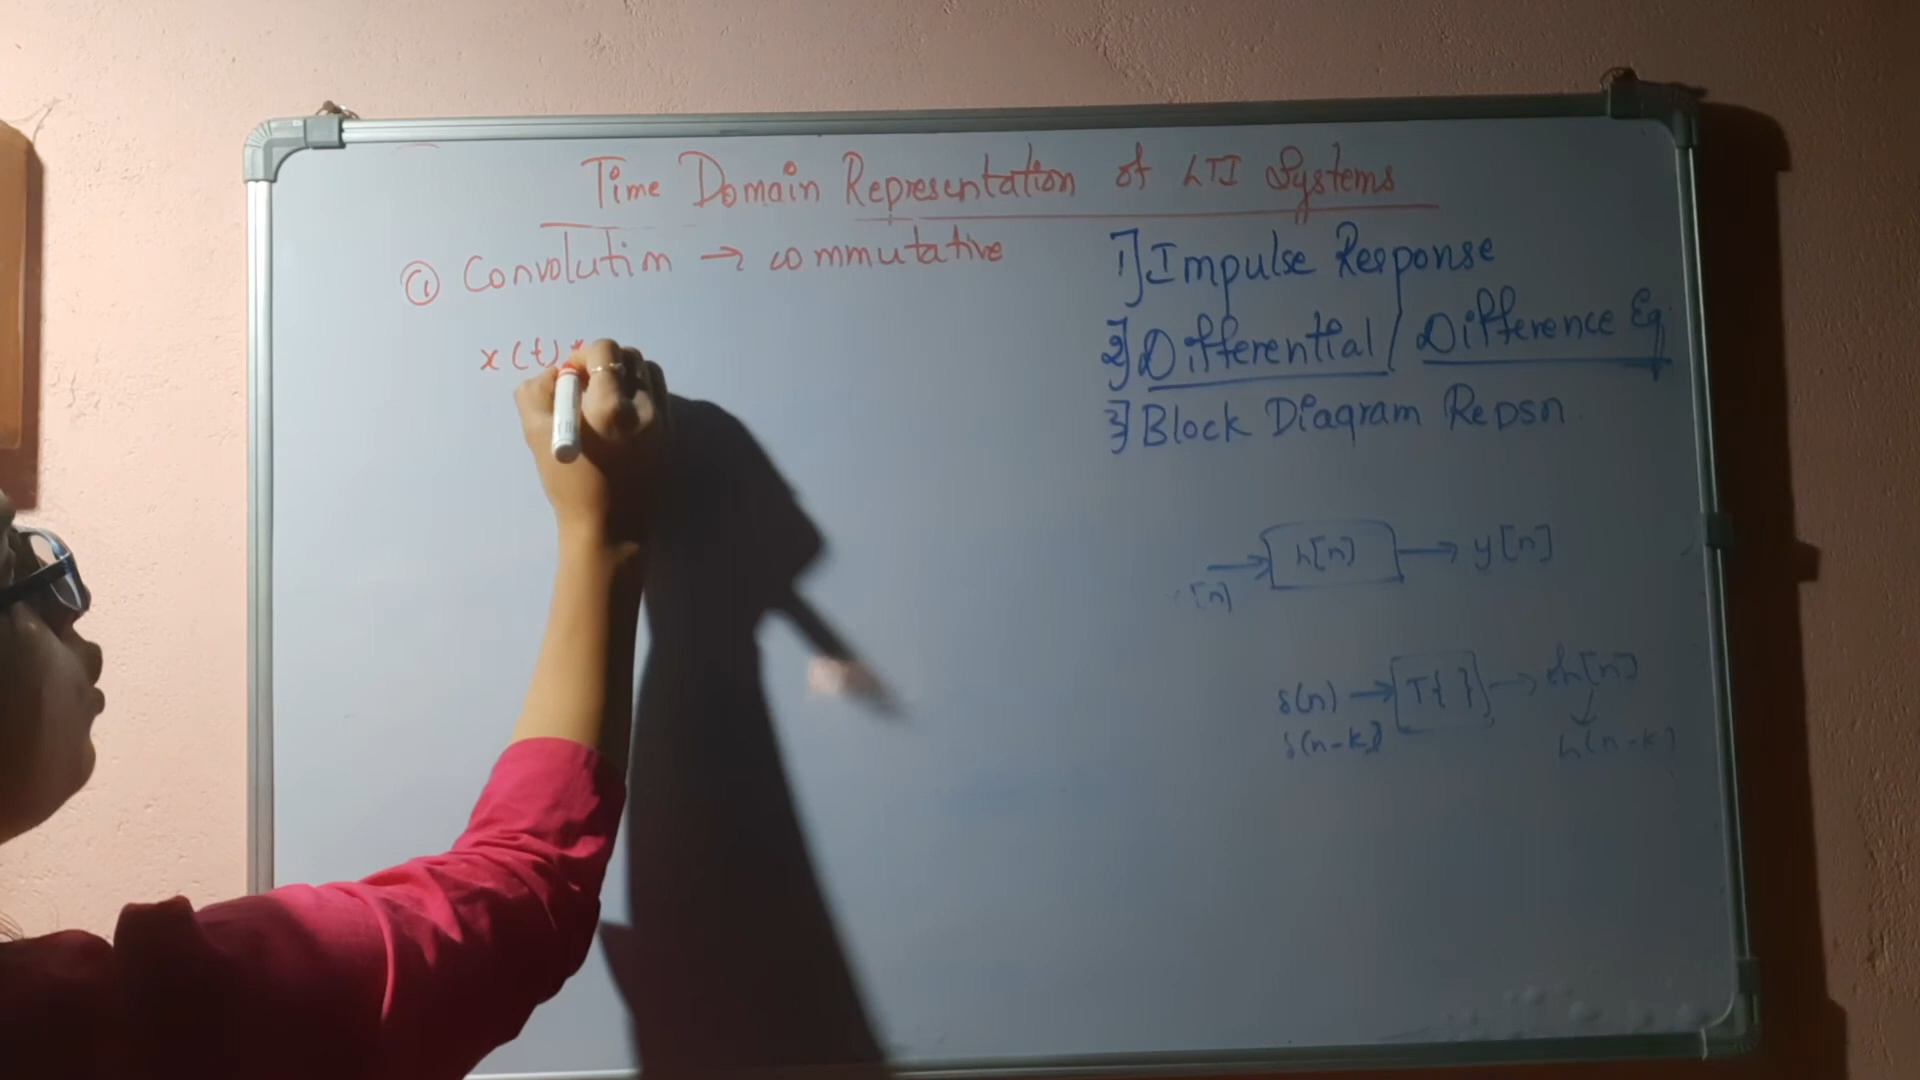 Time Domain Representation of LTI Systems
① Convolution → commutative
x(t) *
1] Impulse Response
2] Differential / Difference Eq.
3] Block Diagram Repsn
h[n] → y[n]
[n]
δ(n) → T{ } → h[n]
δ(n-k) h(n-k)